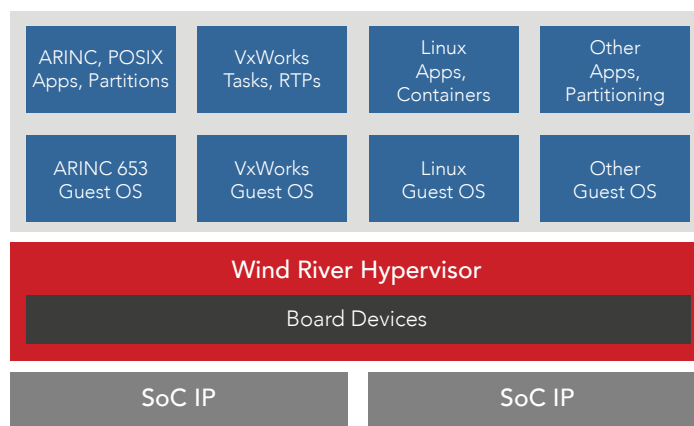 ARINC, POSIX
Apps, Partitions
VxWorks
Tasks, RTPs
Linux
Apps,
Containers
Other
Apps,
Partitioning
ARINC 653
Guest OS
VxWorks
Guest OS
Linux
Guest OS
Other
Guest OS
Wind River Hypervisor
Board Devices
SoC IP
SoC IP